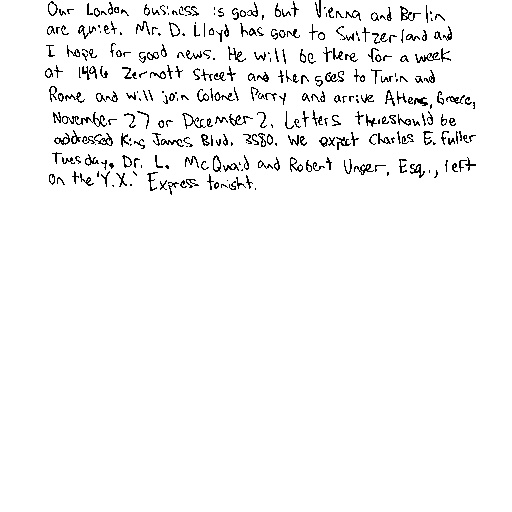 Our London business is good, but Vienna and Berlin
are quiet. Mr. D. Lloyd has gone to Switzerland and
I hope for good news. He will be there for a week
at 1496 Zermott Street and then goes to Turin and
Rome and will join Colonel Parry and arrive Athens, Greece,
November 27 or December 2. Letters there should be
addressed King James Blvd. 3580. We expect Charles E. Fuller
Tuesday. Dr. L. McQuaid and Robert Unger, Esq., left
on the 'Y.X.' Express tonight.